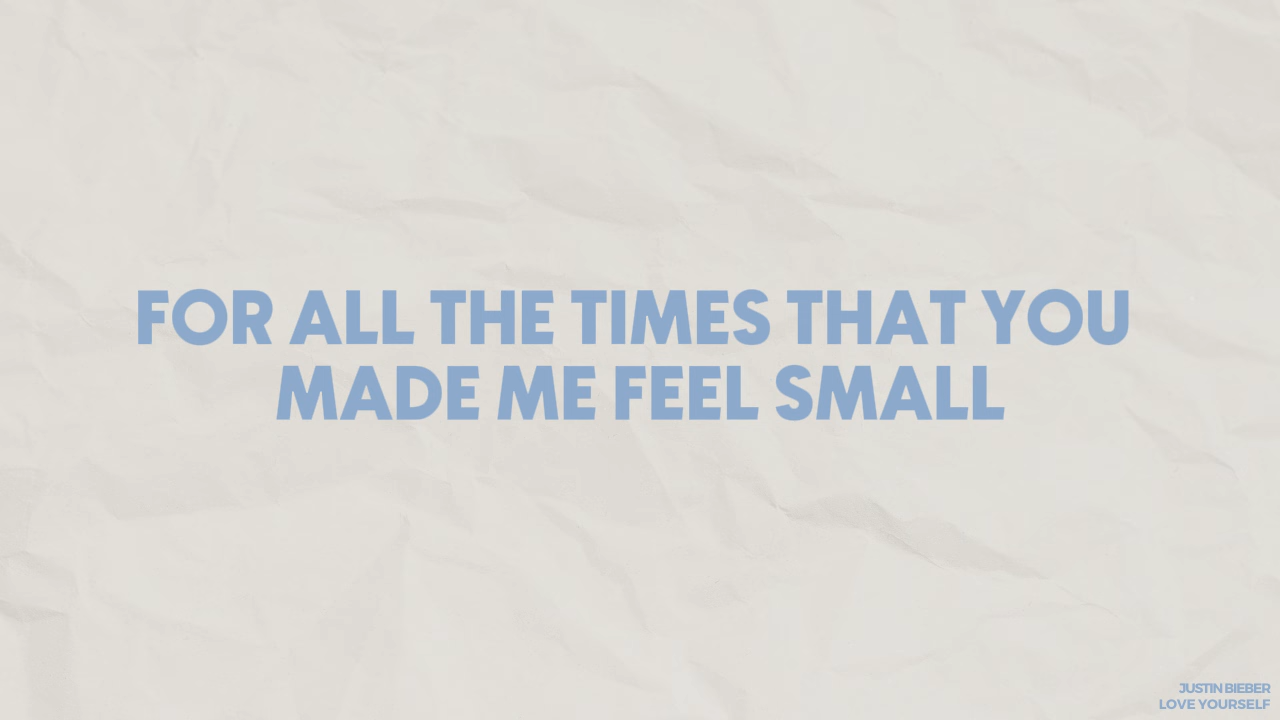 FOR ALL THE TIMES THAT YOU
MADE ME FEEL SMALL
JUSTIN BIEBER
LOVE YOURSELF